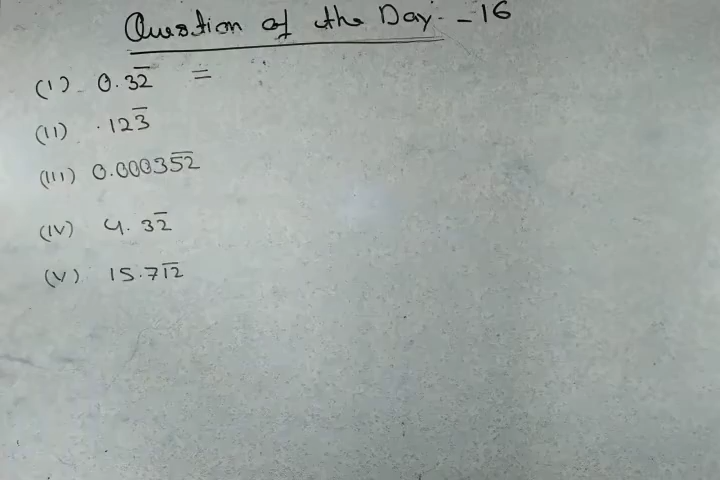 Question of the Day - 16
(I) 0.32̅ =
(II) .123̅
(III) 0.00035̅2̅
(IV) 4.32̅
(V) 15.71̅2̅